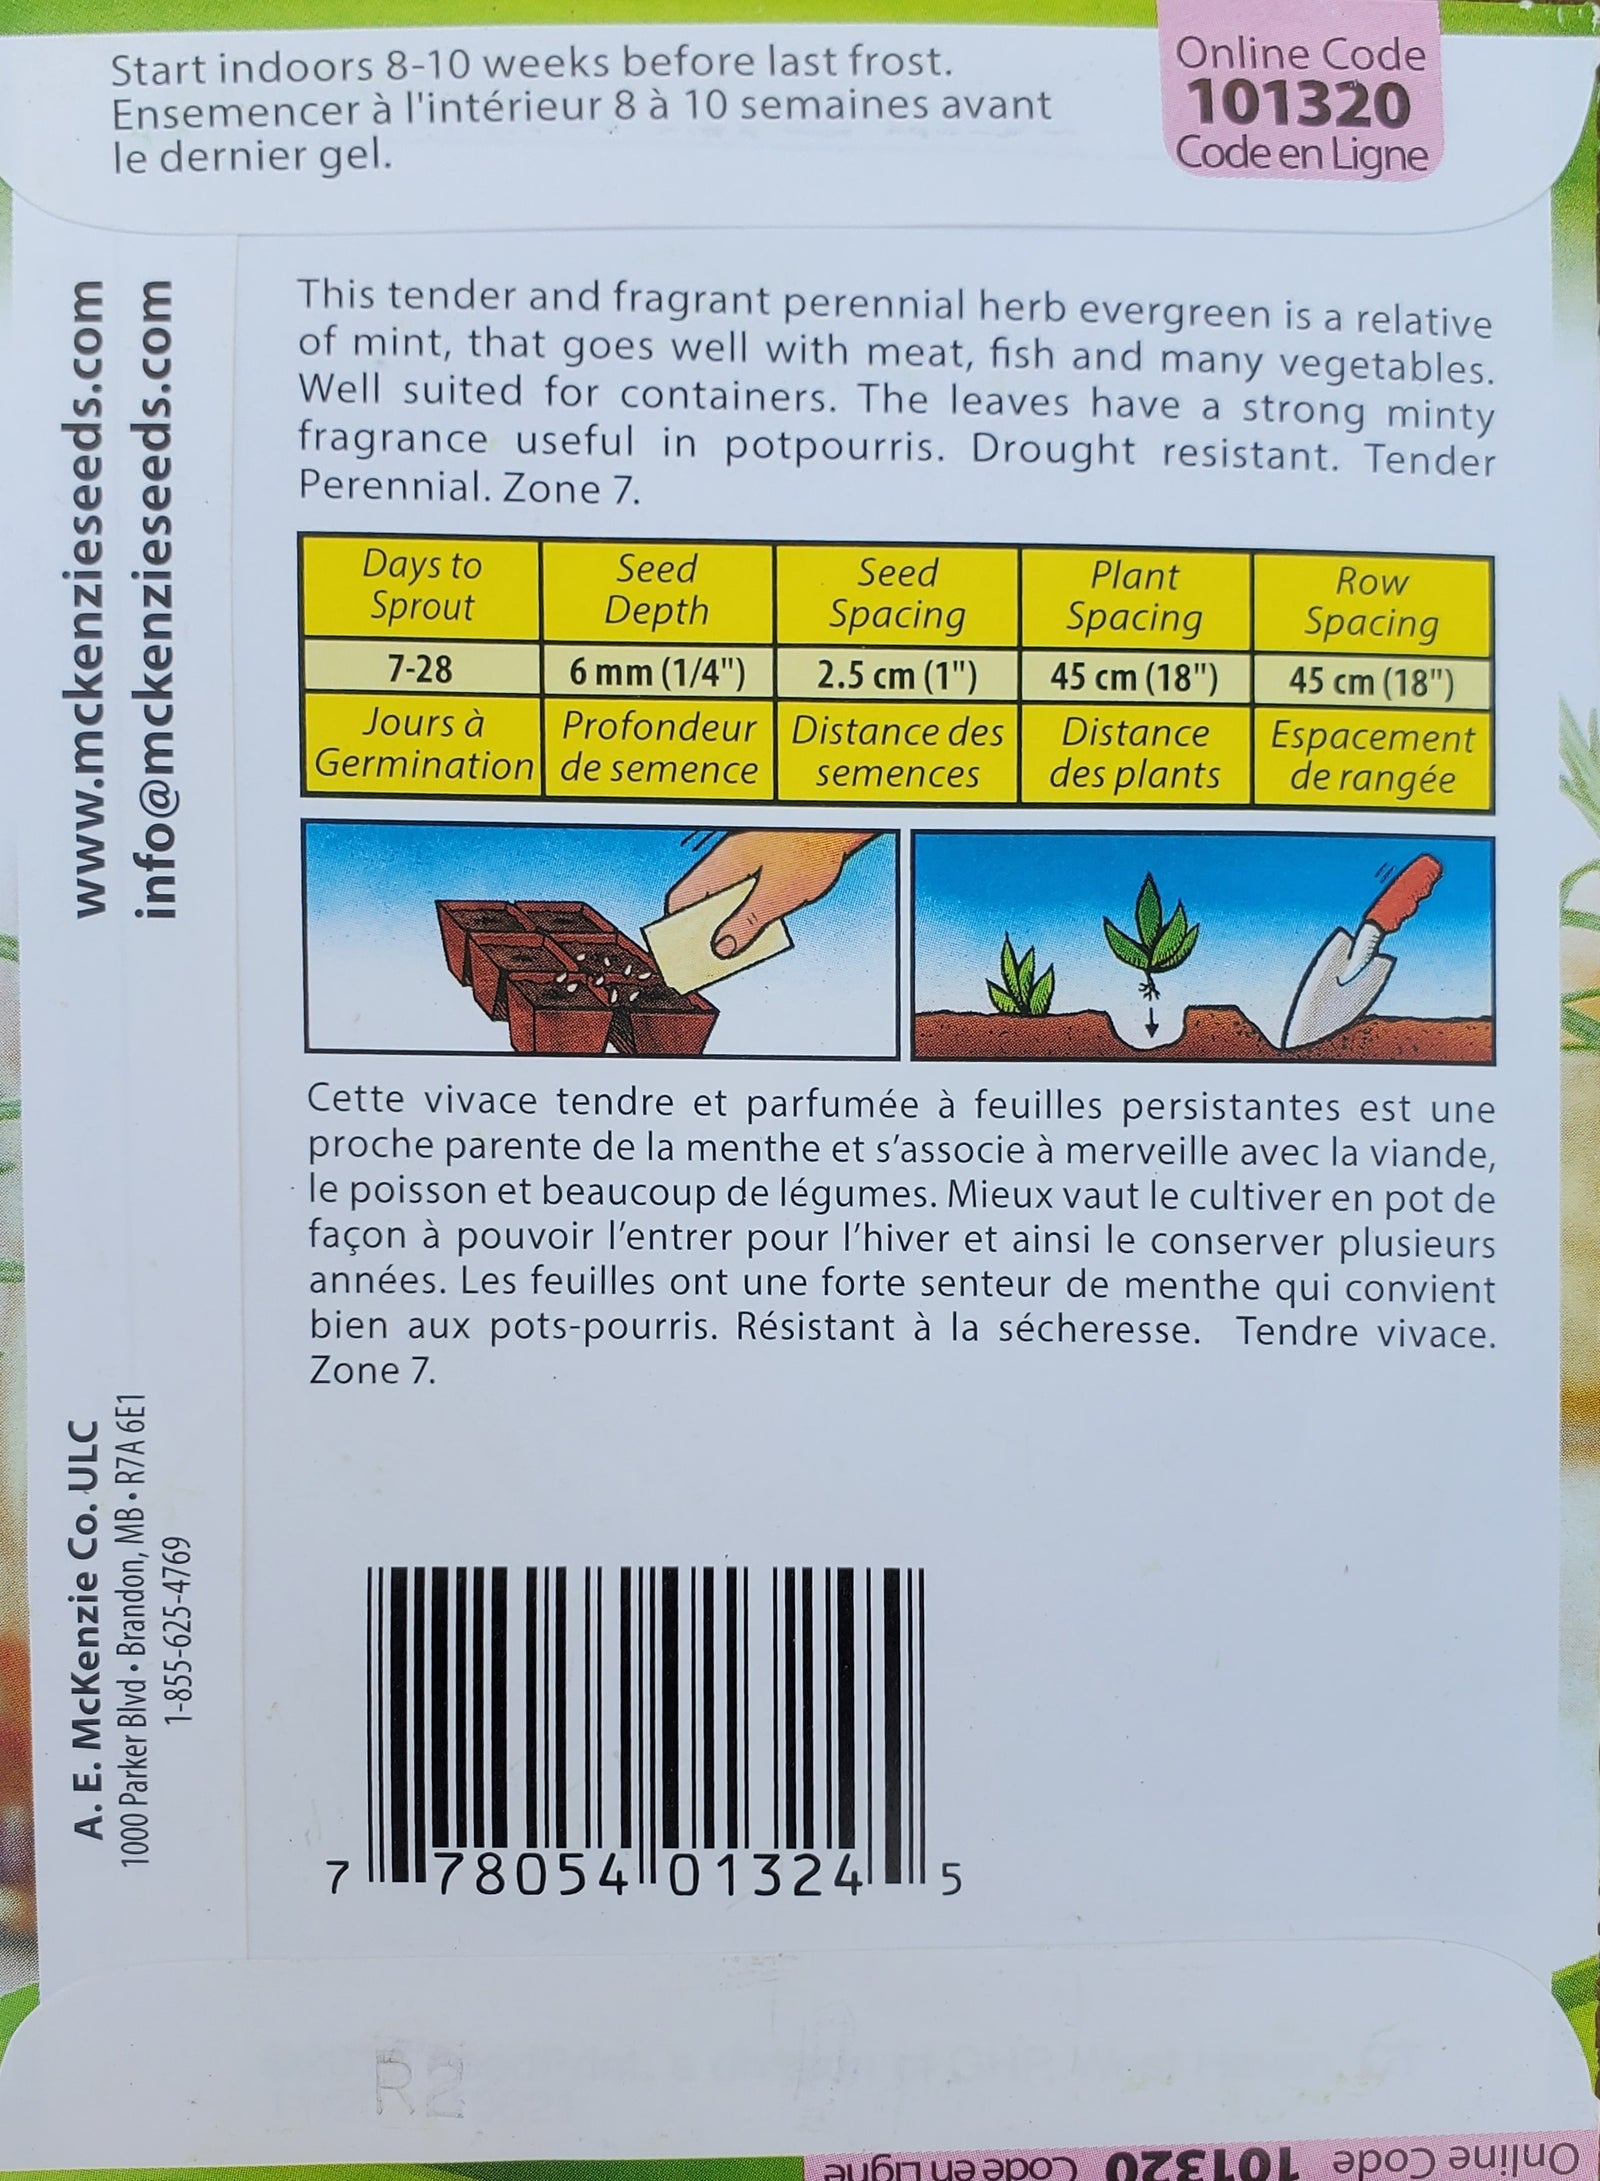 Start indoors 8-10 weeks before last frost.
Ensemencer à l'intérieur 8 à 10 semaines avant
le dernier gel.
Online Code
101320
Code en Ligne
www.mckenzieseeds.com
info@mckenzieseeds.com
This tender and fragrant perennial herb evergreen is a relative
of mint, that goes well with meat, fish and many vegetables.
Well suited for containers. The leaves have a strong minty
fragrance useful in potpourris. Drought resistant. Tender
Perennial. Zone 7.
Days to Sprout
Seed Depth
Seed Spacing
Plant Spacing
Row Spacing
7-28
6 mm (1/4")
2.5 cm (1")
45 cm (18")
45 cm (18")
Jours à Germination
Profondeur de semence
Distance des semences
Distance des plants
Espacement de rangée
Cette vivace tendre et parfumée à feuilles persistantes est une
proche parente de la menthe et s'associe à merveille avec la viande,
le poisson et beaucoup de légumes. Mieux vaut le cultiver en pot de
façon à pouvoir l'entrer pour l'hiver et ainsi le conserver plusieurs
années. Les feuilles ont une forte senteur de menthe qui convient
bien aux pots-pourris. Résistant à la sécheresse. Tendre vivace.
Zone 7.
A. E. McKenzie Co. ULC
1000 Parker Blvd • Brandon, MB • R7A 6E1
1-855-625-4769
7 78054 01324 5
R2
Online Code 101320 Code en Ligne